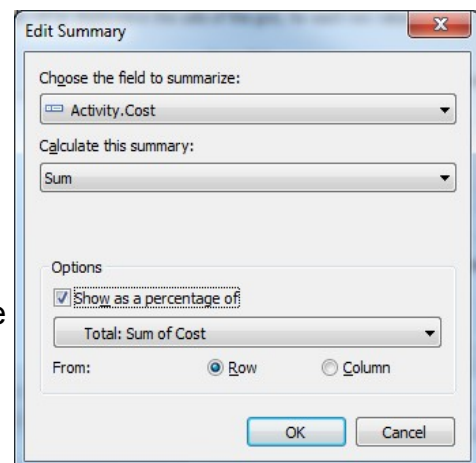 Edit Summary
Choose the field to summarize:
Activity.Cost
Calculate this summary:
Sum
Options
Show as a percentage of
Total: Sum of Cost
From: Row Column
OK Cancel
e